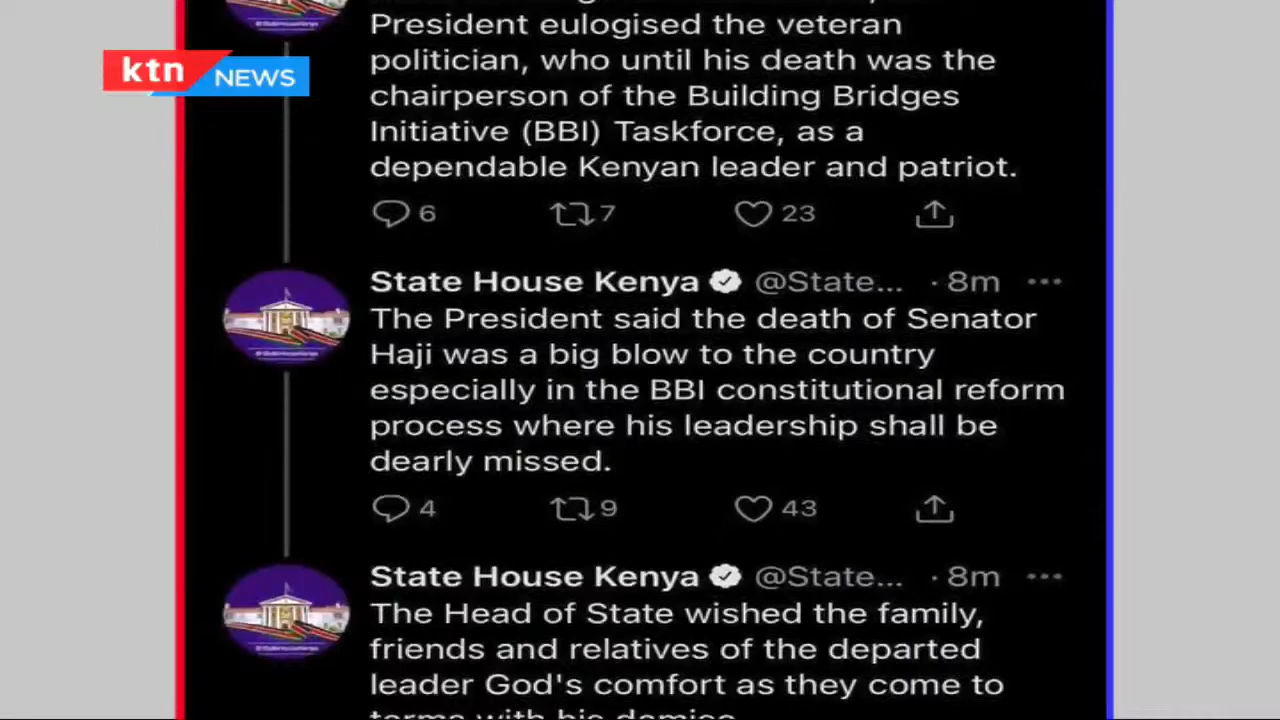 President eulogised the veteran
politician, who until his death was the
chairperson of the Building Bridges
Initiative (BBI) Taskforce, as a
dependable Kenyan leader and patriot.
6 7 23
State House Kenya @State... · 8m ...
The President said the death of Senator
Haji was a big blow to the country
especially in the BBI constitutional reform
process where his leadership shall be
dearly missed.
4 9 43
State House Kenya @State... · 8m ...
The Head of State wished the family,
friends and relatives of the departed
leader God's comfort as they come to
terms with his demise
ktn NEWS